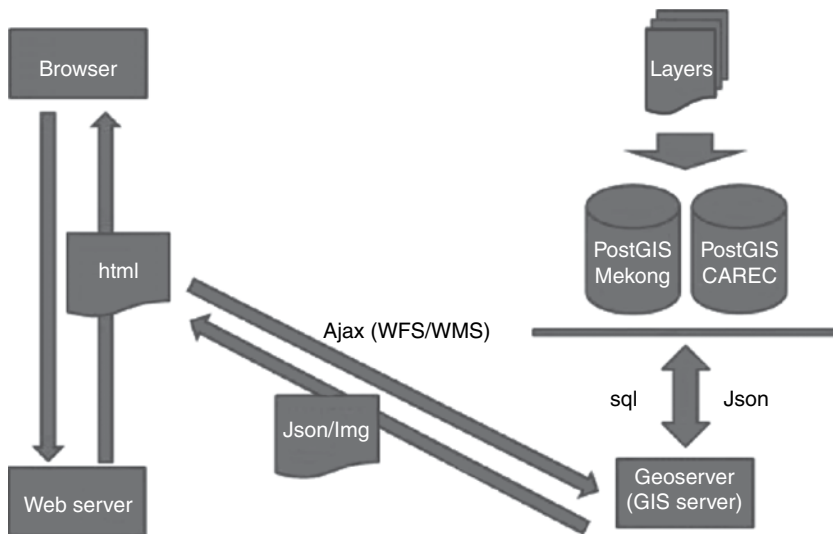 Browser
Layers
PostGIS
Mekong
PostGIS
CAREC
html
Ajax (WFS/WMS)
sql
Json
Json/Img
Geoserver
(GIS server)
Web server